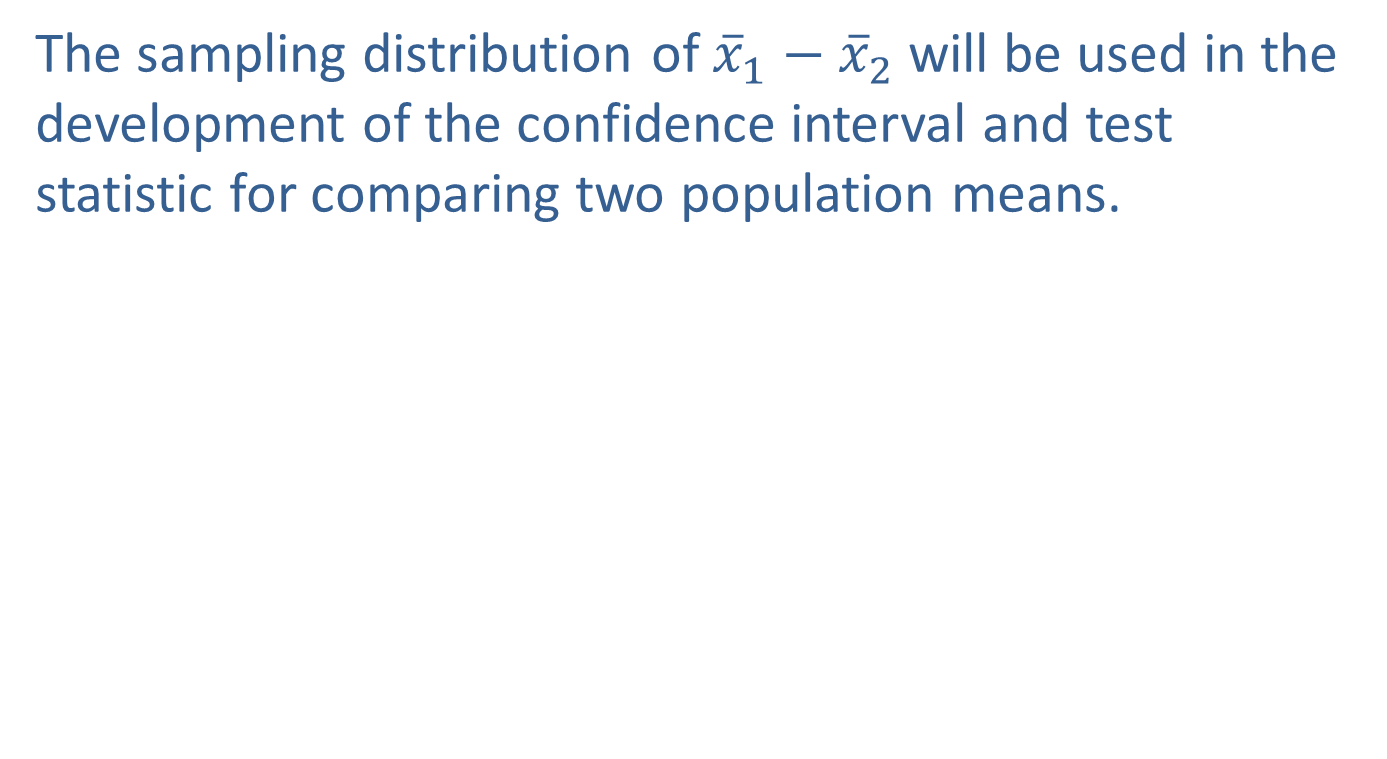 The sampling distribution of x̄₁ − x̄₂ will be used in the
development of the confidence interval and test
statistic for comparing two population means.